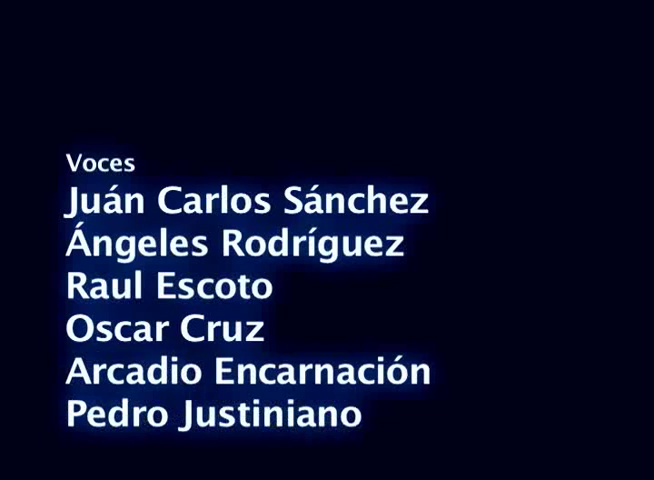 Voces
Juán Carlos Sánchez
Ángeles Rodríguez
Raul Escoto
Oscar Cruz
Arcadio Encarnación
Pedro Justiniano